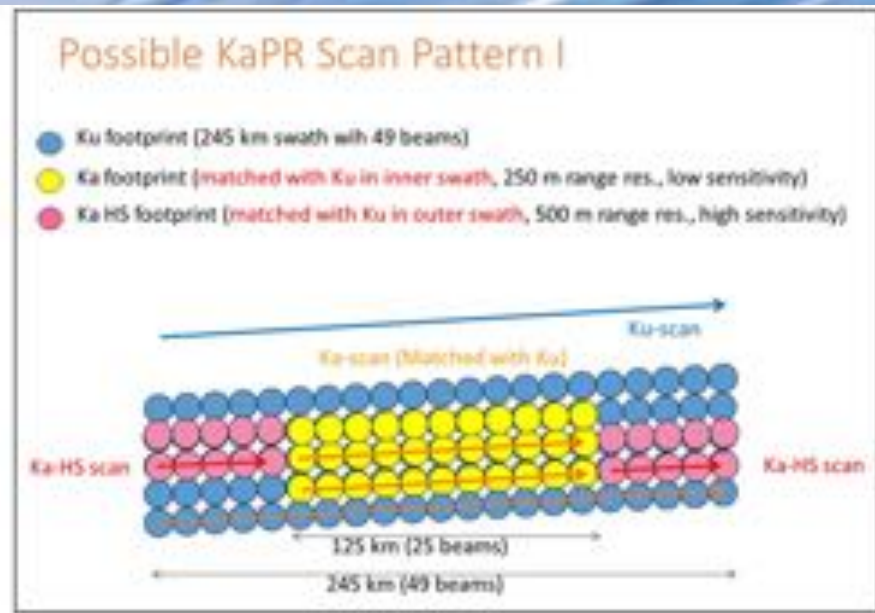 Possible KaPR Scan Pattern I
Ku footprint (245 km swath wih 49 beams)
Ka footprint (matched with Ku in inner swath, 250 m range res., low sensitivity)
Ka HS footprint (matched with Ku in outer swath, 500 m range res., high sensitivity)
Ku-scan
Ka-scan (Matched with Ku)
Ka-HS scan
Ka-HS scan
125 km (25 beams)
245 km (49 beams)